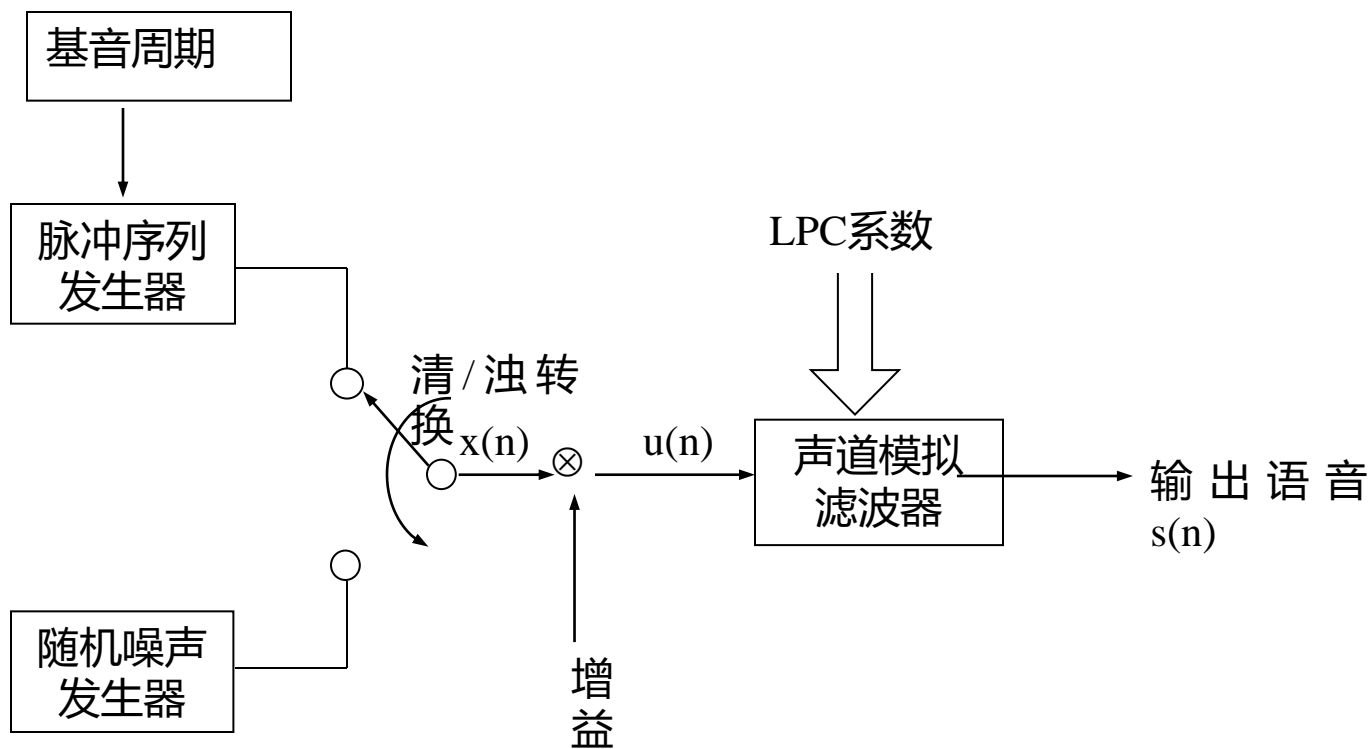 基音周期
脉冲序列
发生器
LPC系数
清/浊转
换
x(n)
⊗
u(n)
声道模拟
滤波器
输出语音
s(n)
随机噪声
发生器
增
益